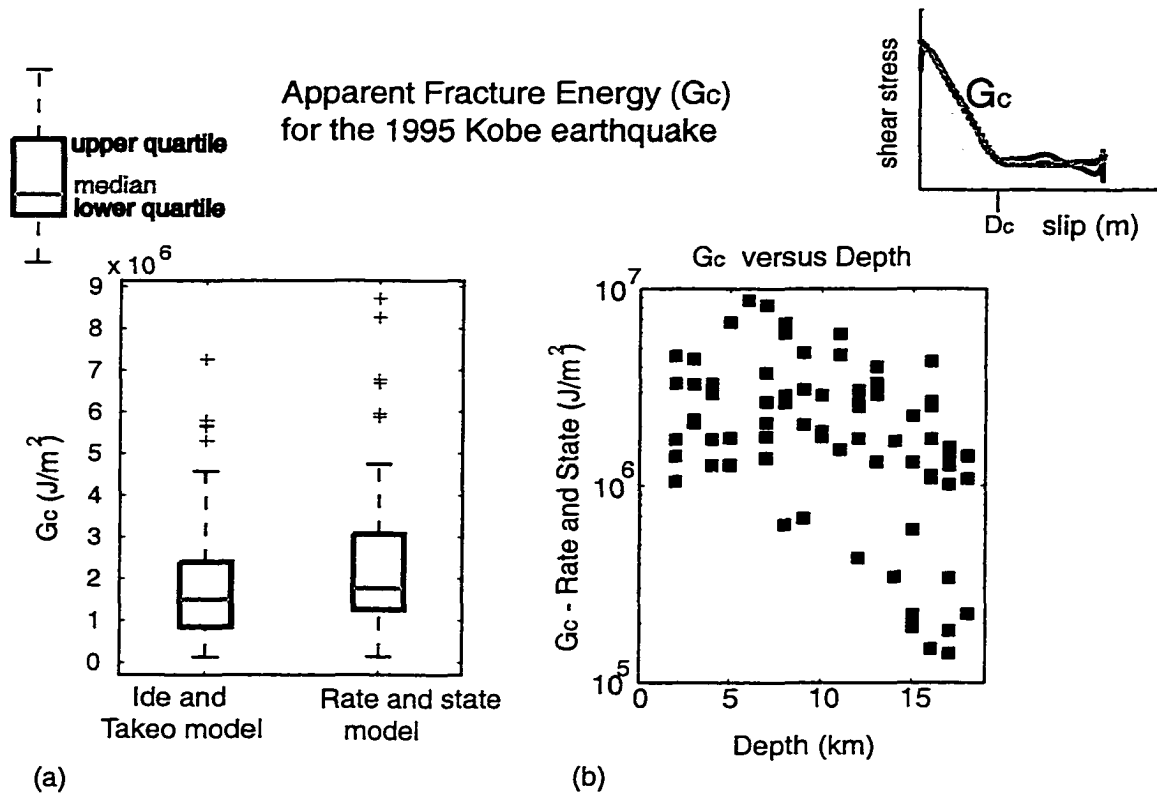 Apparent Fracture Energy (Gc)
for the 1995 Kobe earthquake
upper quartile
median
lower quartile
shear stress
Gc
Dc
slip (m)
x 10^6
9
8
7
6
5
4
3
2
1
0
Gc (J/m^2)
Ide and
Takeo model
Rate and state
model
(a)
Gc versus Depth
10^7
10^6
10^5
Gc - Rate and State (J/m^2)
0
5
10
15
Depth (km)
(b)